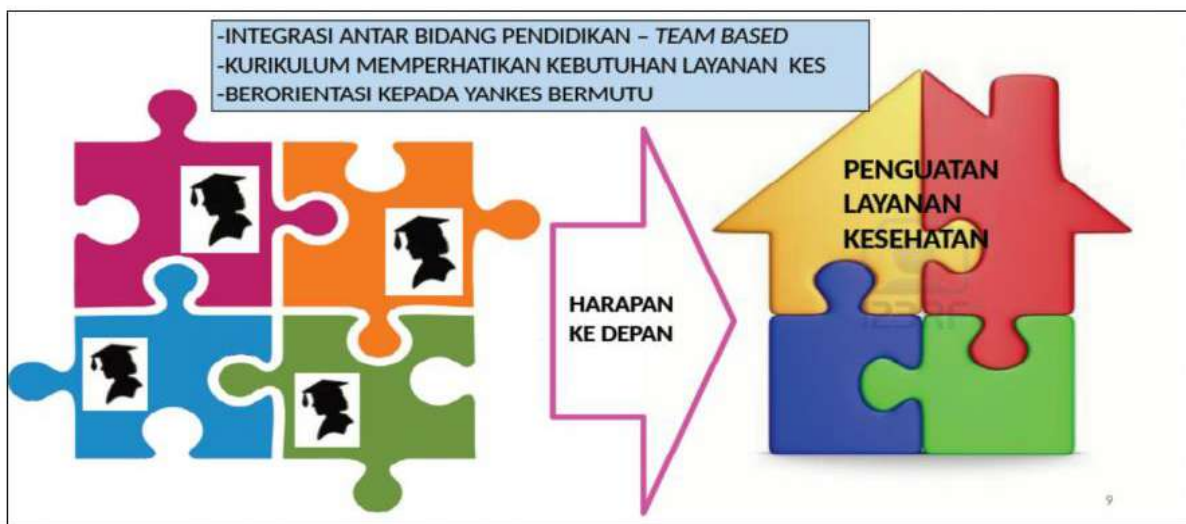 -INTEGRASI ANTAR BIDANG PENDIDIKAN – TEAM BASED
-KURIKULUM MEMPERHATIKAN KEBUTUHAN LAYANAN KES
-BERORIENTASI KEPADA YANKES BERMUTU
HARAPAN
KE DEPAN
PENGUATAN
LAYANAN
KESEHATAN
123RF
9